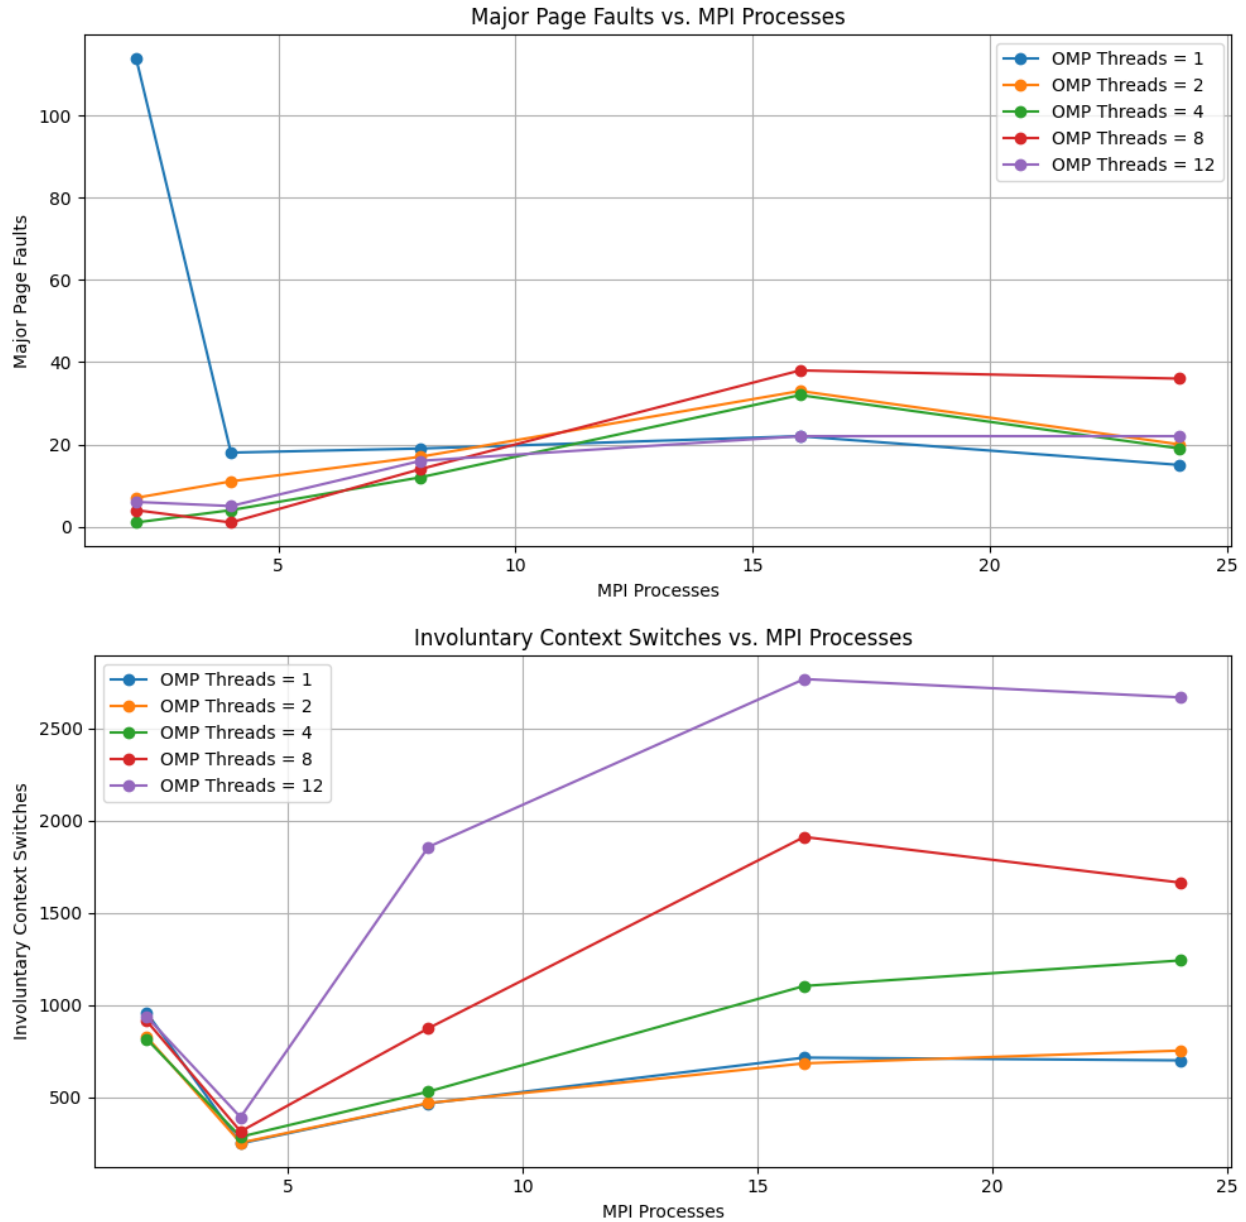 Major Page Faults vs. MPI Processes
OMP Threads = 1
OMP Threads = 2
OMP Threads = 4
OMP Threads = 8
OMP Threads = 12
Major Page Faults
100
80
60
40
20
0
5
10
15
20
25
MPI Processes
Involuntary Context Switches vs. MPI Processes
OMP Threads = 1
OMP Threads = 2
OMP Threads = 4
OMP Threads = 8
OMP Threads = 12
Involuntary Context Switches
2500
2000
1500
1000
500
5
10
15
20
25
MPI Processes